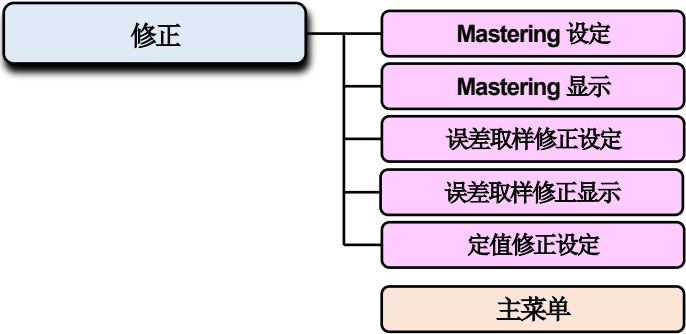 修正
Mastering 设定
Mastering 显示
误差取样修正设定
误差取样修正显示
定值修正设定
主菜单